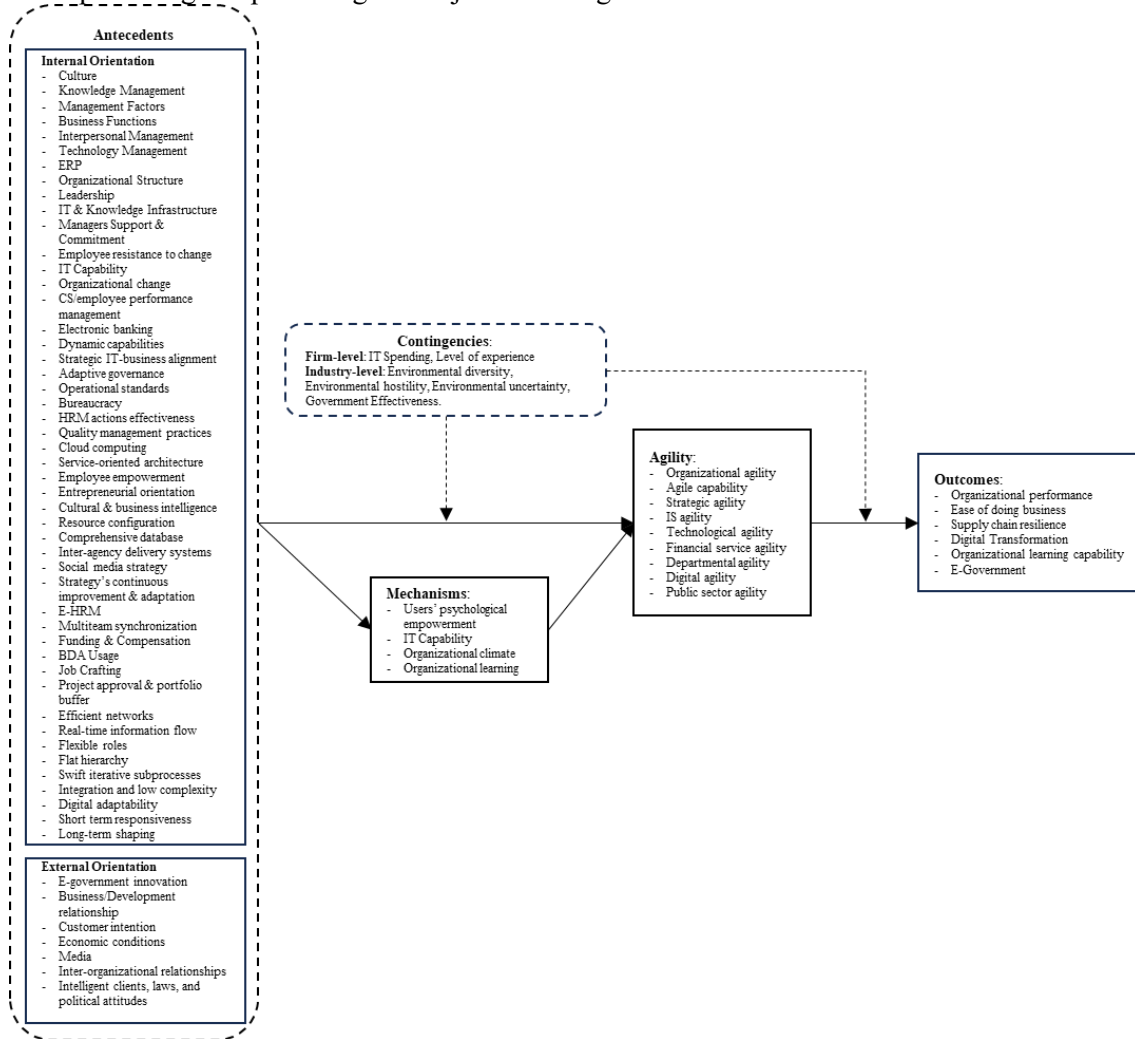 Antecedents
Internal Orientation
- Culture
- Knowledge Management
- Management Factors
- Business Functions
- Interpersonal Management
- Technology Management
- ERP
- Organizational Structure
- Leadership
- IT & Knowledge Infrastructure
- Managers Support &
Commitment
- Employee resistance to change
- IT Capability
- Organizational change
- CS/employee performance
management
- Electronic banking
- Dynamic capabilities
- Strategic IT-business alignment
- Adaptive governance
- Operational standards
- Bureaucracy
- HRM actions effectiveness
- Quality management practices
- Cloud computing
- Service-oriented architecture
- Employee empowerment
- Entrepreneurial orientation
- Cultural & business intelligence
- Resource configuration
- Comprehensive database
- Inter-agency delivery systems
- Social media strategy
- Strategy's continuous
improvement & adaptation
- E-HRM
- Multiteam synchronization
- Funding & Compensation
- BDA Usage
- Job Crafting
- Project approval & portfolio
buffer
- Efficient networks
- Real-time information flow
- Flexible roles
- Flat hierarchy
- Swift iterative subprocesses
- Integration and low complexity
- Digital adaptability
- Short term responsiveness
- Long-term shaping
External Orientation
- E-government innovation
- Business/Development
relationship
- Customer intention
- Economic conditions
- Media
- Inter-organizational relationships
- Intelligent clients, laws, and
political attitudes
Contingencies:
Firm-level: IT Spending, Level of experience
Industry-level: Environmental diversity,
Environmental hostility, Environmental uncertainty,
Government Effectiveness.
Mechanisms:
- Users' psychological
empowerment
- IT Capability
- Organizational climate
- Organizational learning
Agility:
- Organizational agility
- Agile capability
- Strategic agility
- IS agility
- Technological agility
- Financial service agility
- Departmental agility
- Digital agility
- Public sector agility
Outcomes:
- Organizational performance
- Ease of doing business
- Supply chain resilience
- Digital Transformation
- Organizational learning capability
- E-Government